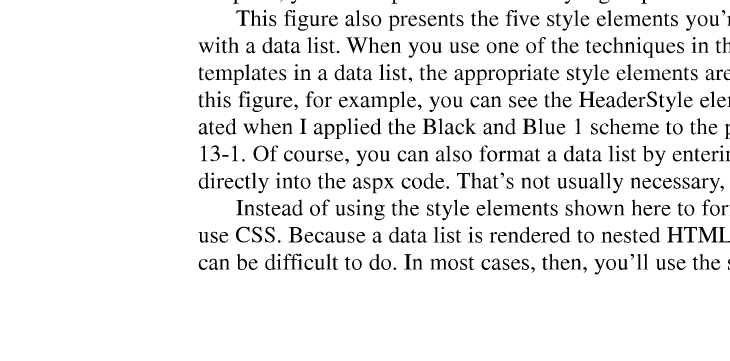 This figure also presents the five style elements you'r
with a data list. When you use one of the techniques in th
templates in a data list, the appropriate style elements are
this figure, for example, you can see the HeaderStyle ele
ated when I applied the Black and Blue 1 scheme to the
13-1. Of course, you can also format a data list by enterin
directly into the aspx code. That's not usually necessary,
Instead of using the style elements shown here to for
use CSS. Because a data list is rendered to nested HTML
can be difficult to do. In most cases, then, you'll use the